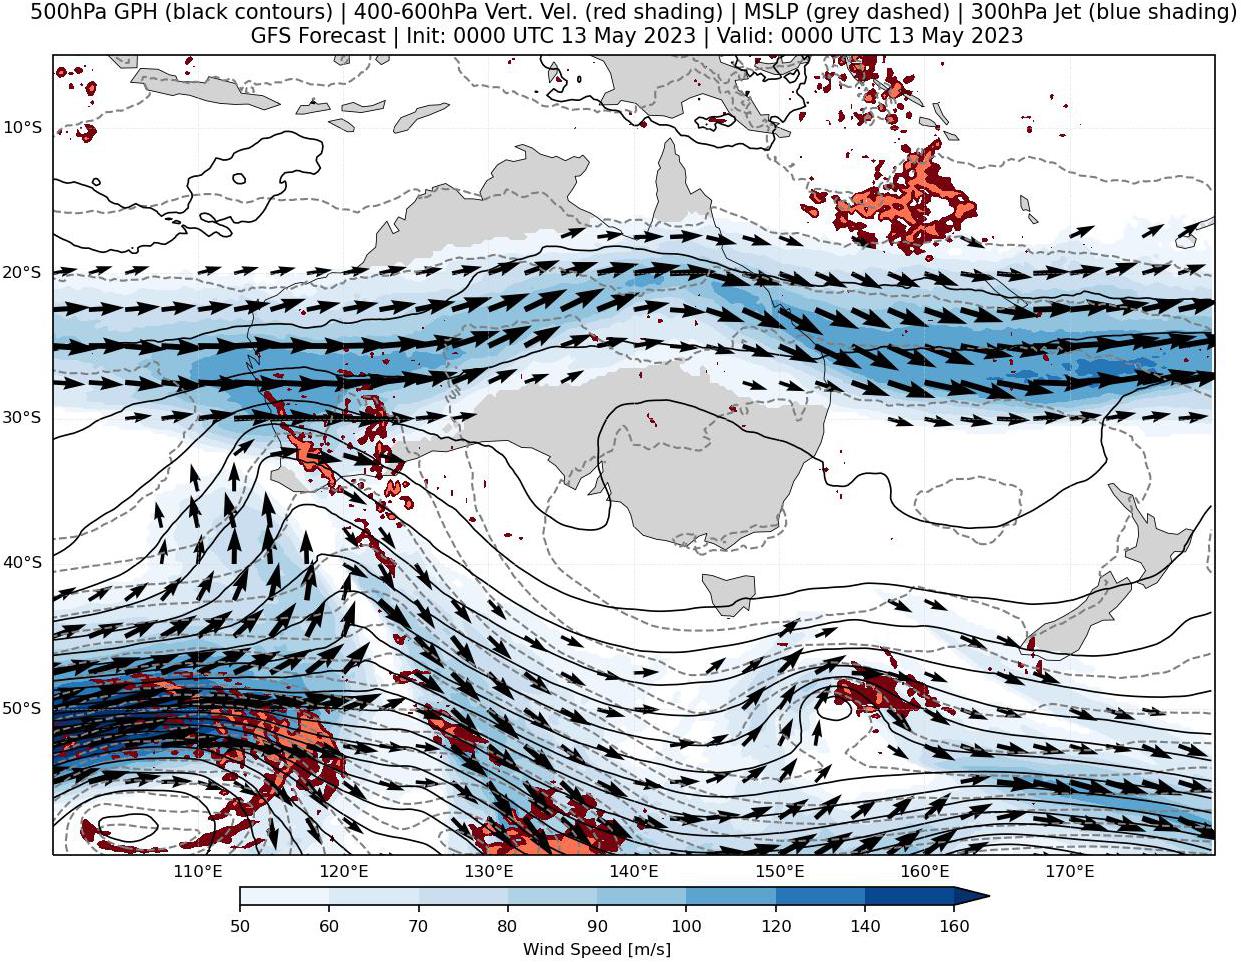 500hPa GPH (black contours) | 400-600hPa Vert. Vel. (red shading) | MSLP (grey dashed) | 300hPa Jet (blue shading)
GFS Forecast | Init: 0000 UTC 13 May 2023 | Valid: 0000 UTC 13 May 2023
10°S
20°S
30°S
40°S
50°S
110°E 120°E 130°E 140°E 150°E 160°E 170°E
50 60 70 80 90 100 120 140 160
Wind Speed [m/s]